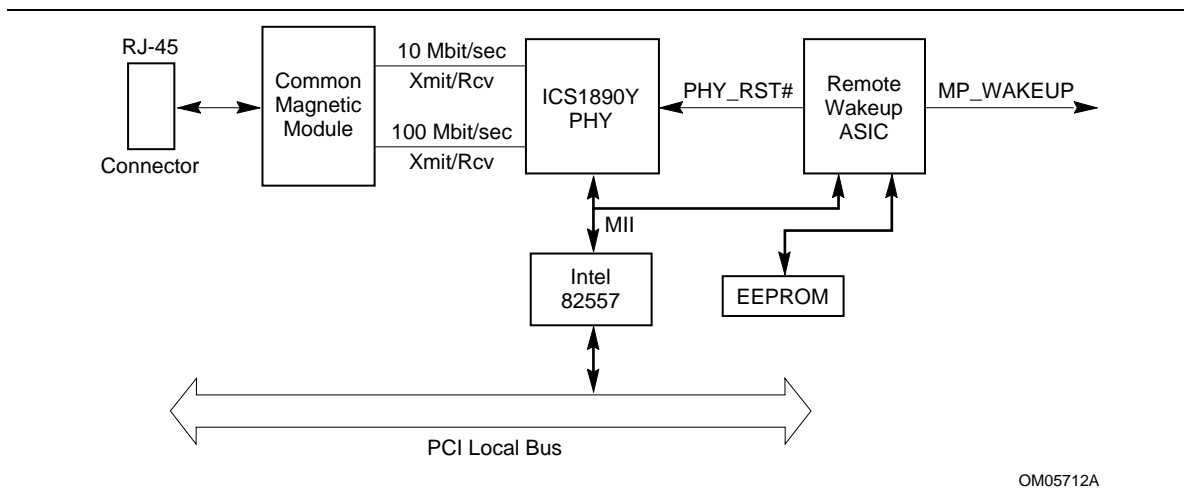 RJ-45
Connector
Common
Magnetic
Module
10 Mbit/sec
Xmit/Rcv
100 Mbit/sec
Xmit/Rcv
ICS1890Y
PHY
PHY_RST#
Remote
Wakeup
ASIC
MP_WAKEUP
MII
Intel
82557
EEPROM
PCI Local Bus
OM05712A